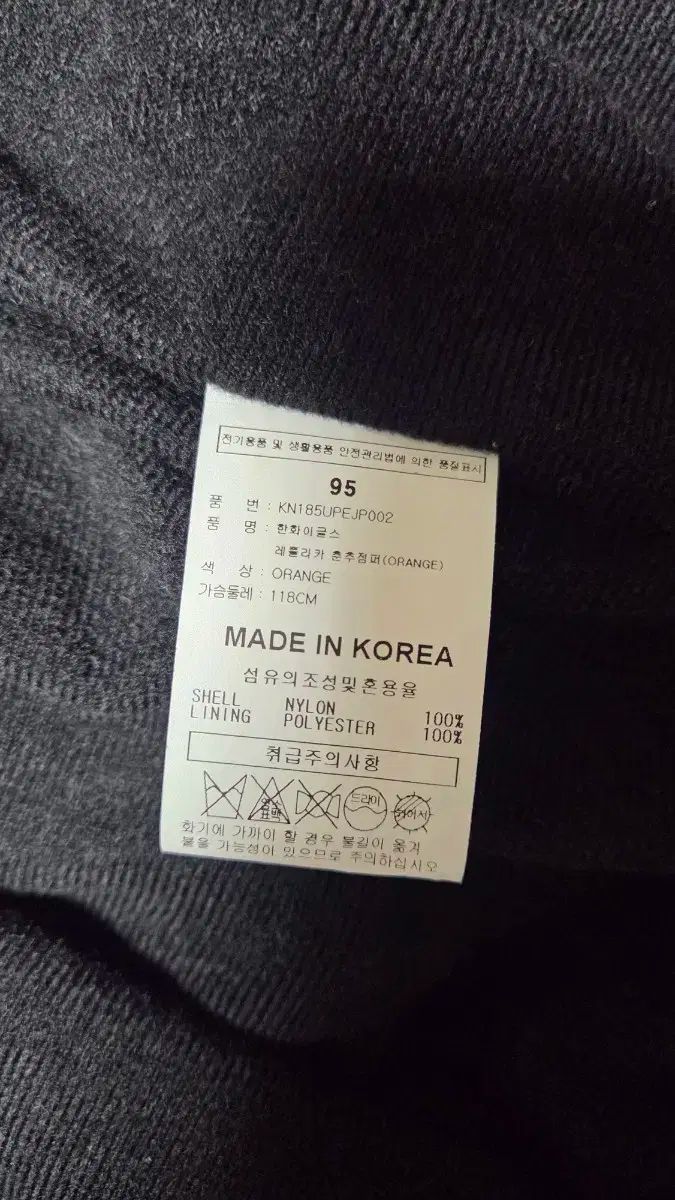 전기용품 및 생활용품 안전관리법에 의한 품질표시
95
품 번 : KN185UPEJP002
품 명 : 한화이글스
레플리카 춘추점퍼(ORANGE)
색 상 : ORANGE
가슴둘레 : 118CM
MADE IN KOREA
섬유의조성및혼용율
SHELL NYLON 100%
LINING POLYESTER 100%
취급주의사항
염소 표백 드라이
화기에 가까이 할 경우 불길이 옮겨
붙을 가능성이 있으므로 주의하십시오